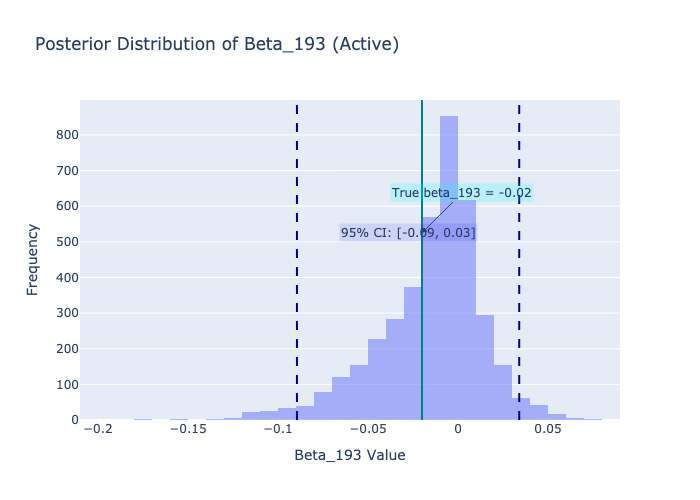 Posterior Distribution of Beta_193 (Active)
800
700
600
500
400
300
200
100
0
Frequency
True beta_193 = -0.02
95% CI: [-0.09, 0.03]
−0.2 −0.15 −0.1 −0.05 0 0.05
Beta_193 Value